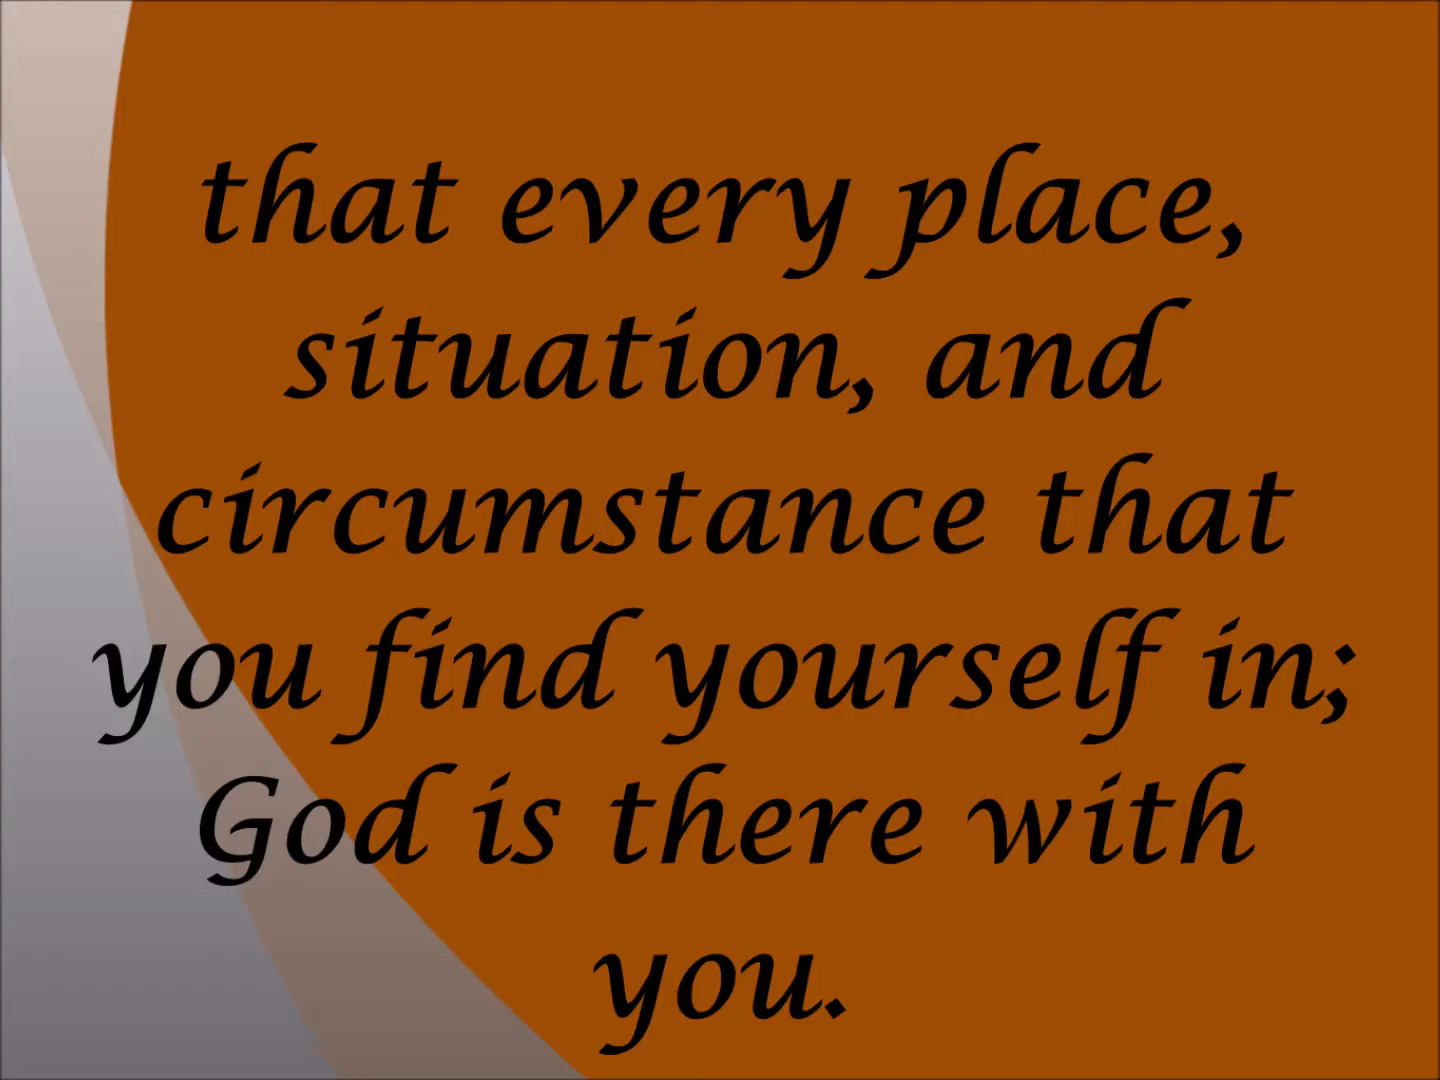 that every place,
situation, and
circumstance that
you find yourself in;
God is there with
you.